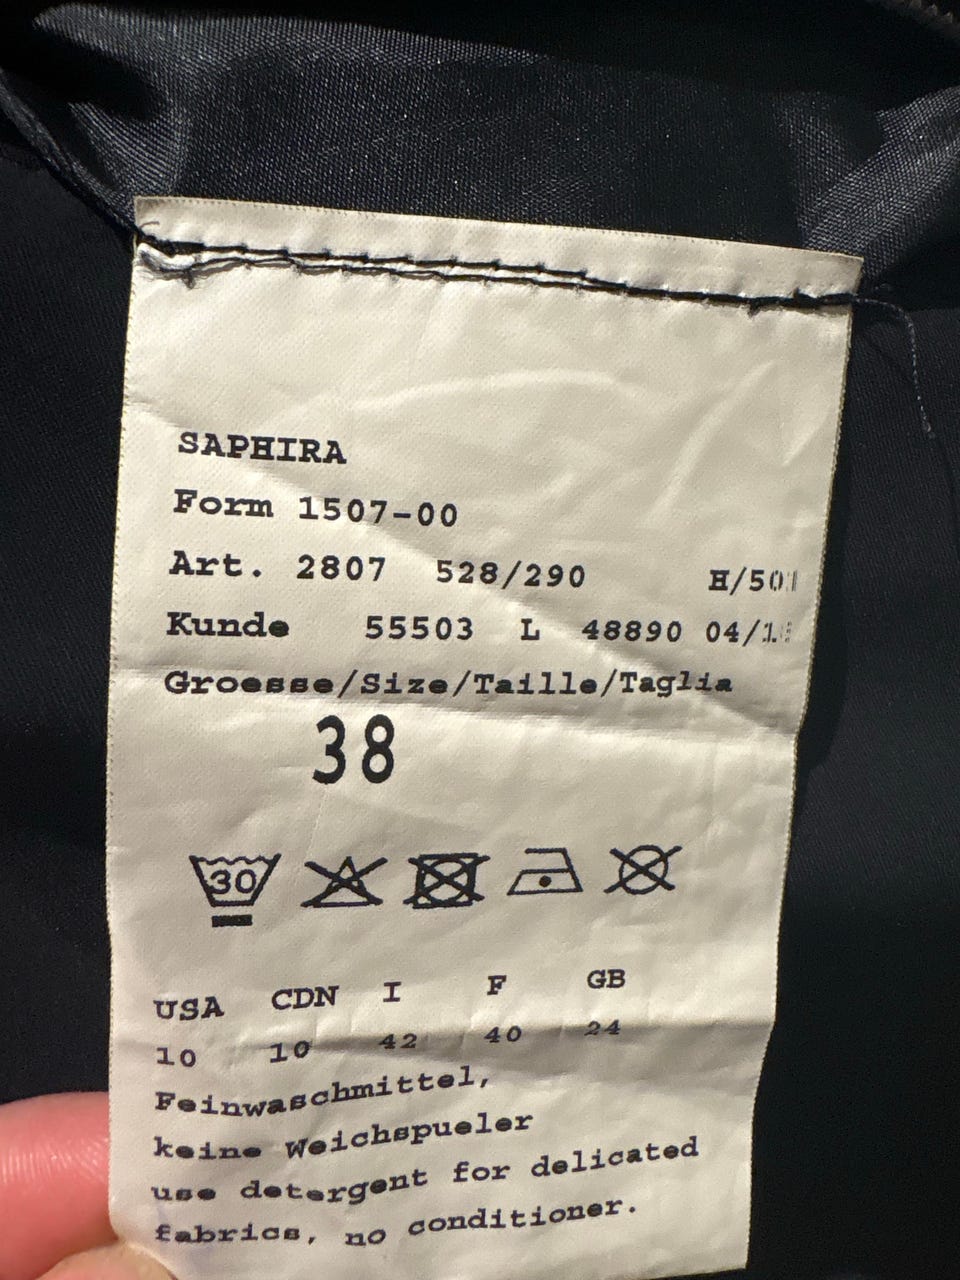 SAPHIRA
Form 1507-00
Art. 2807 528/290
Kunde 55503 L 48890
Groesse/Size/Taille/Taglia
38
30
USA CDN I F GB
10 10 42 40 24
Feinwaschmittel,
keine Weichspueler
use detergent for delicated
fabrics, no conditioner.